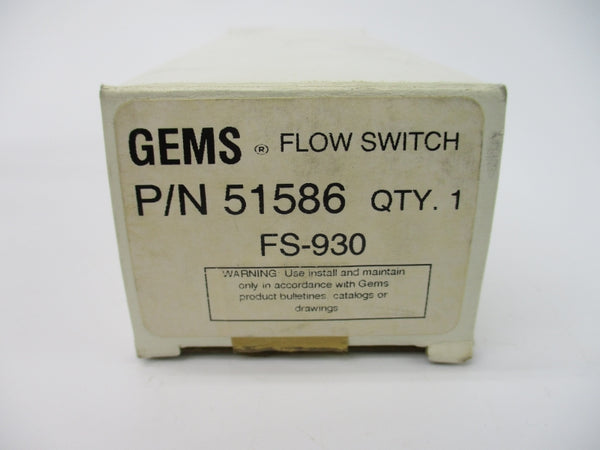 GEMS ® FLOW SWITCH
P/N 51586 QTY. 1
FS-930
WARNING: Use install and maintain
only in accordance with Gems
product bulletines, catalogs or
drawings